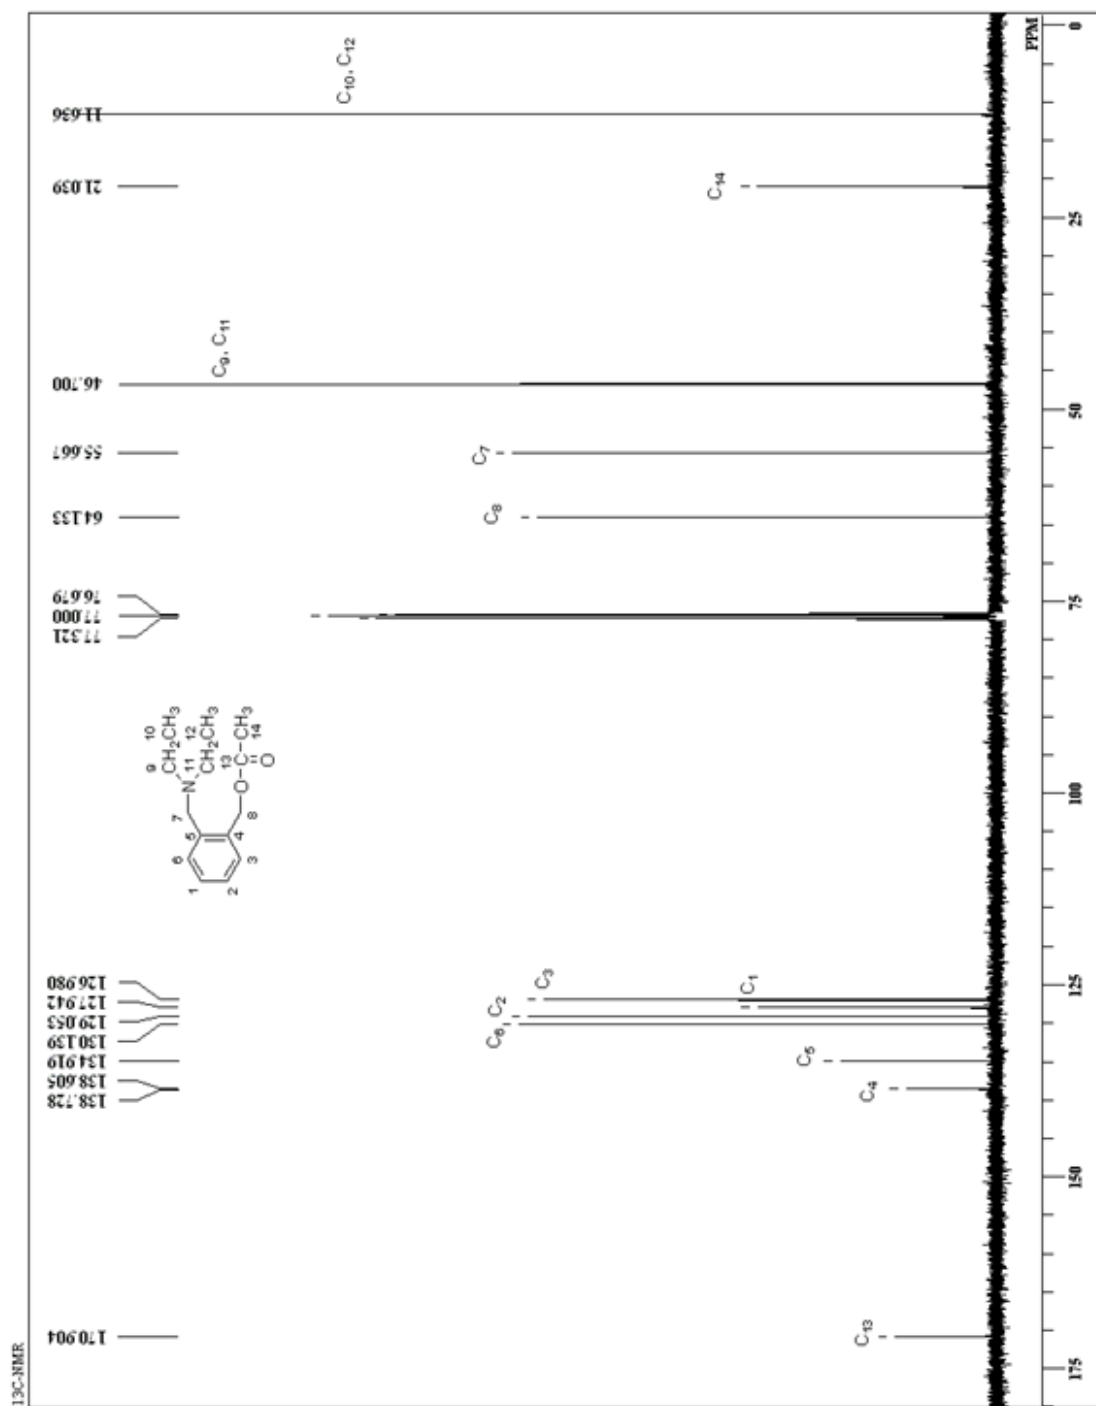 13C-NMR
170.904
138.728
138.605
134.919
130.139
129.053
127.942
126.980
77.321
77.000
76.679
64.133
55.667
46.700
21.039
11.636
9 10
CH₂CH₃
7
N
11 12
CH₂CH₃
6 5
1
2
3 4
8
O
13 14
C CH₃
O
C₁₃
C₄
C₅
C₆
C₂
C₃
C₁
C₈
C₇
C₉, C₁₁
C₁₄
C₁₀, C₁₂
175 150 125 100 75 50 25 0
PPM